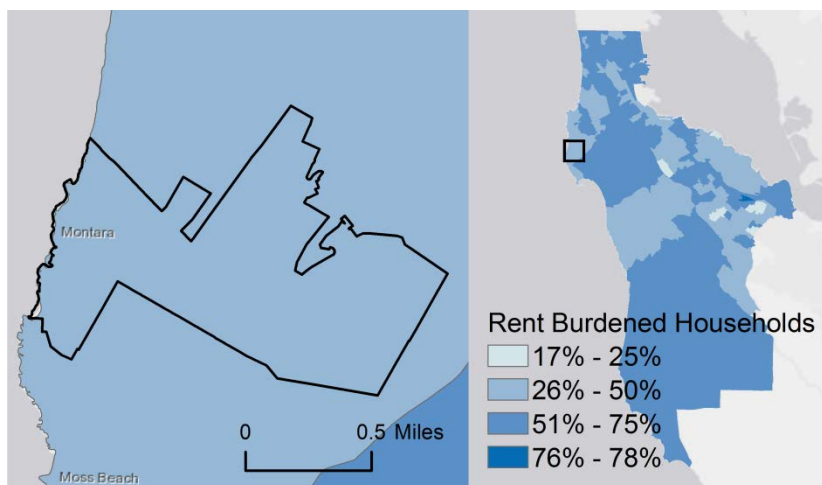 Montara
Moss Beach
0 0.5 Miles
Rent Burdened Households
17% - 25%
26% - 50%
51% - 75%
76% - 78%